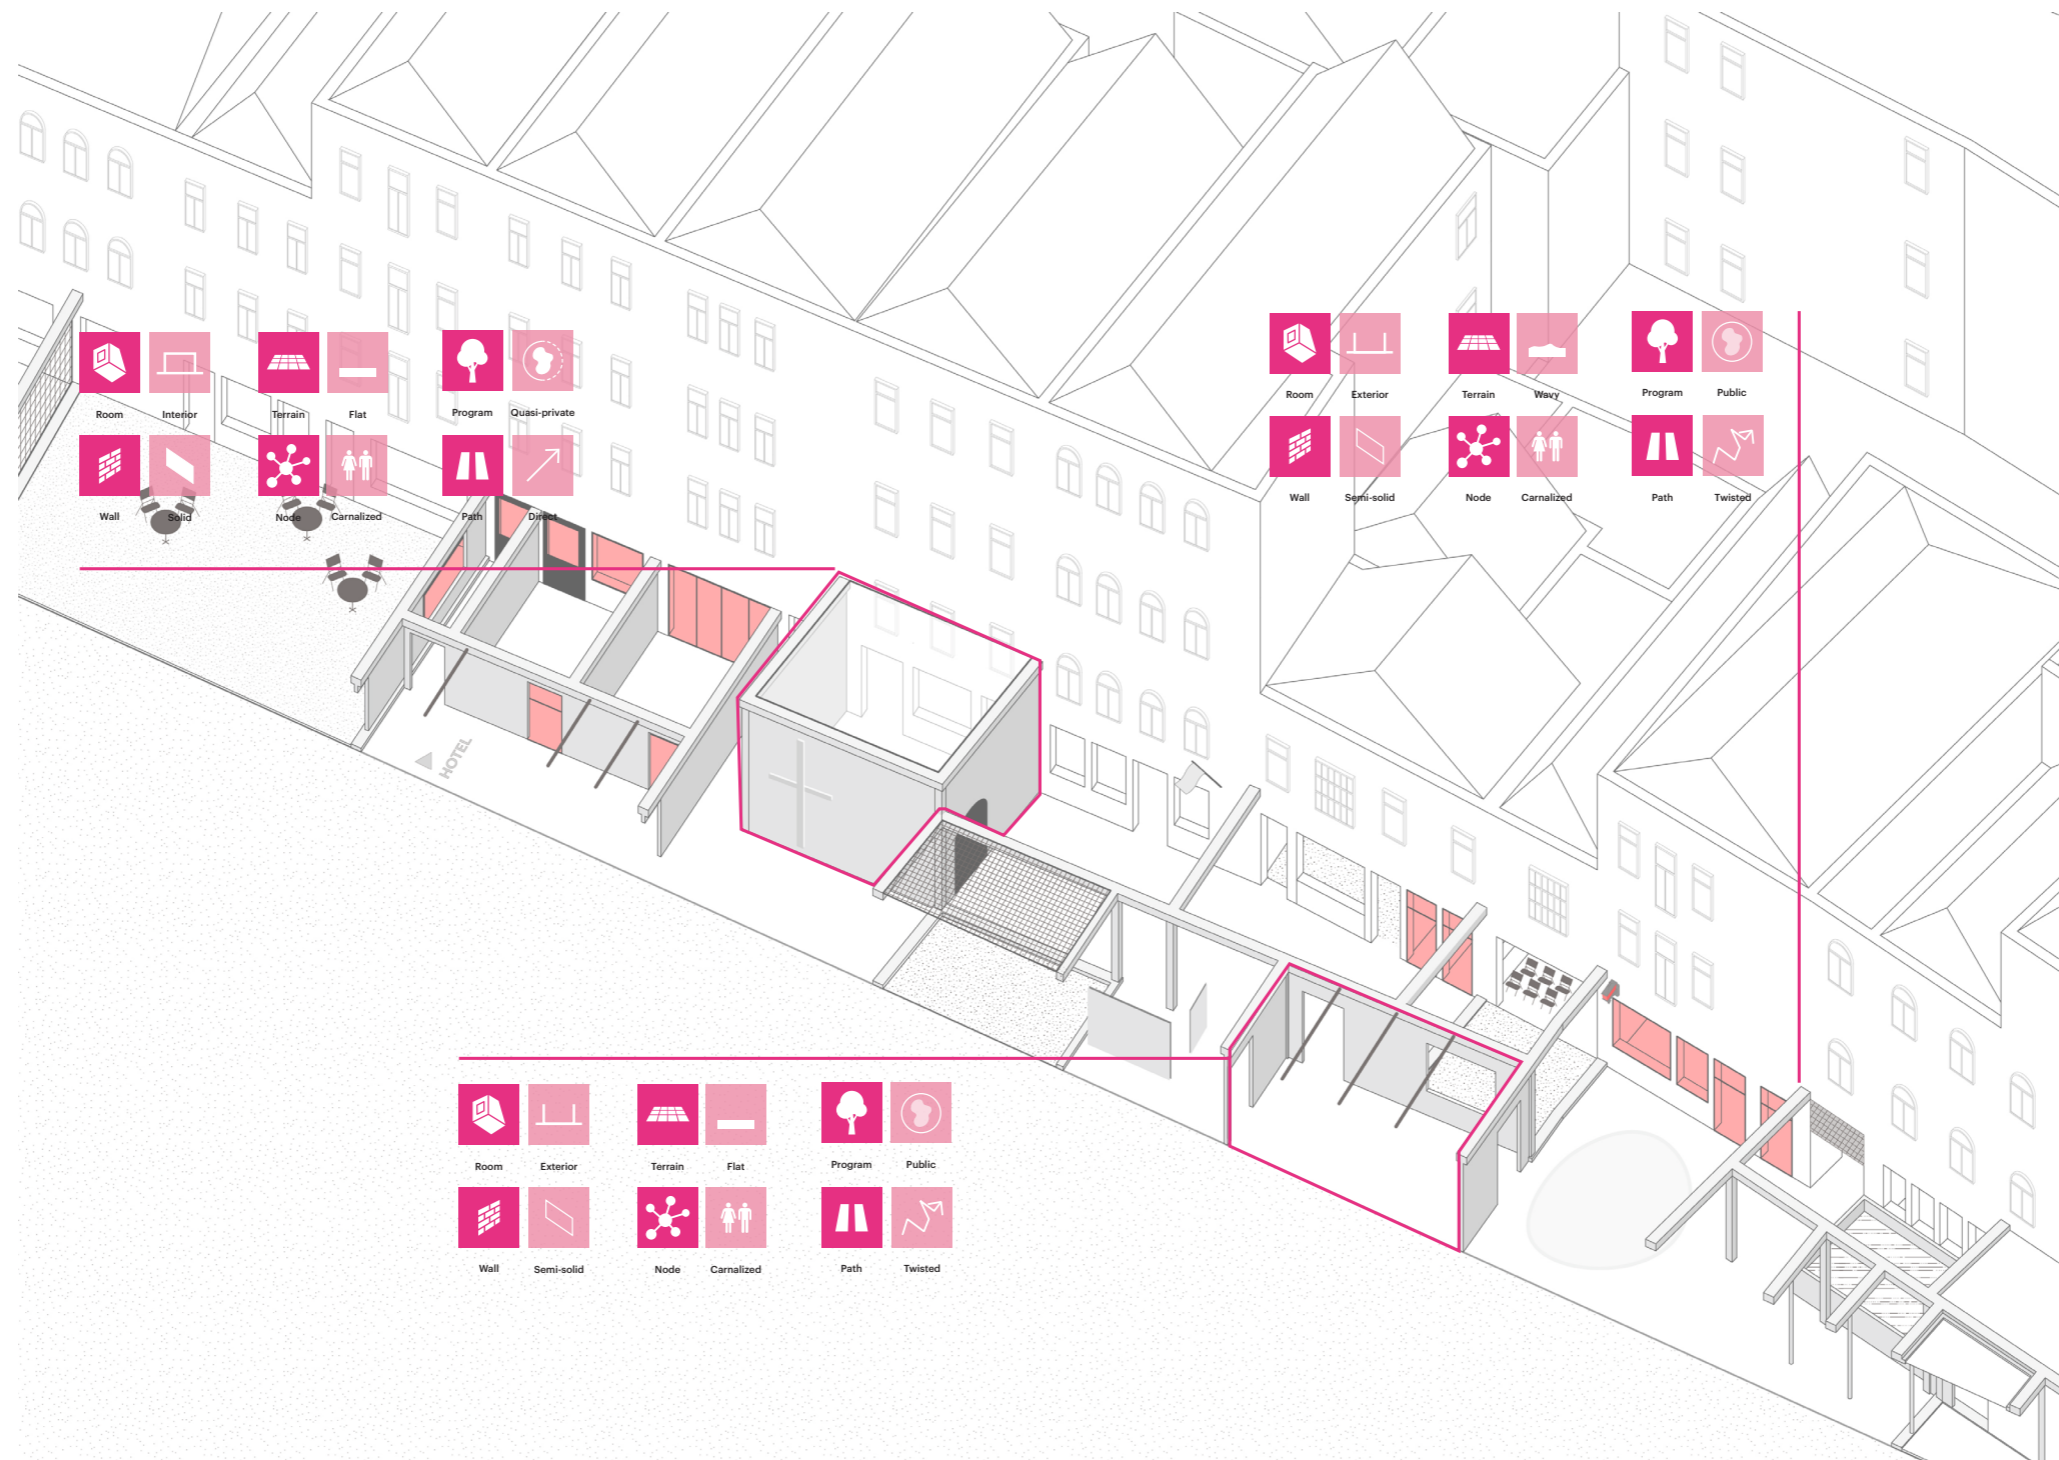 Room Interior Terrain Flat Program Quasi-private
Wall Solid Node Carnalized Path Direct
Room Exterior Terrain Wavy Program Public
Wall Semi-solid Node Carnalized Path Twisted
HOTEL
Room Exterior Terrain Flat Program Public
Wall Semi-solid Node Carnalized Path Twisted